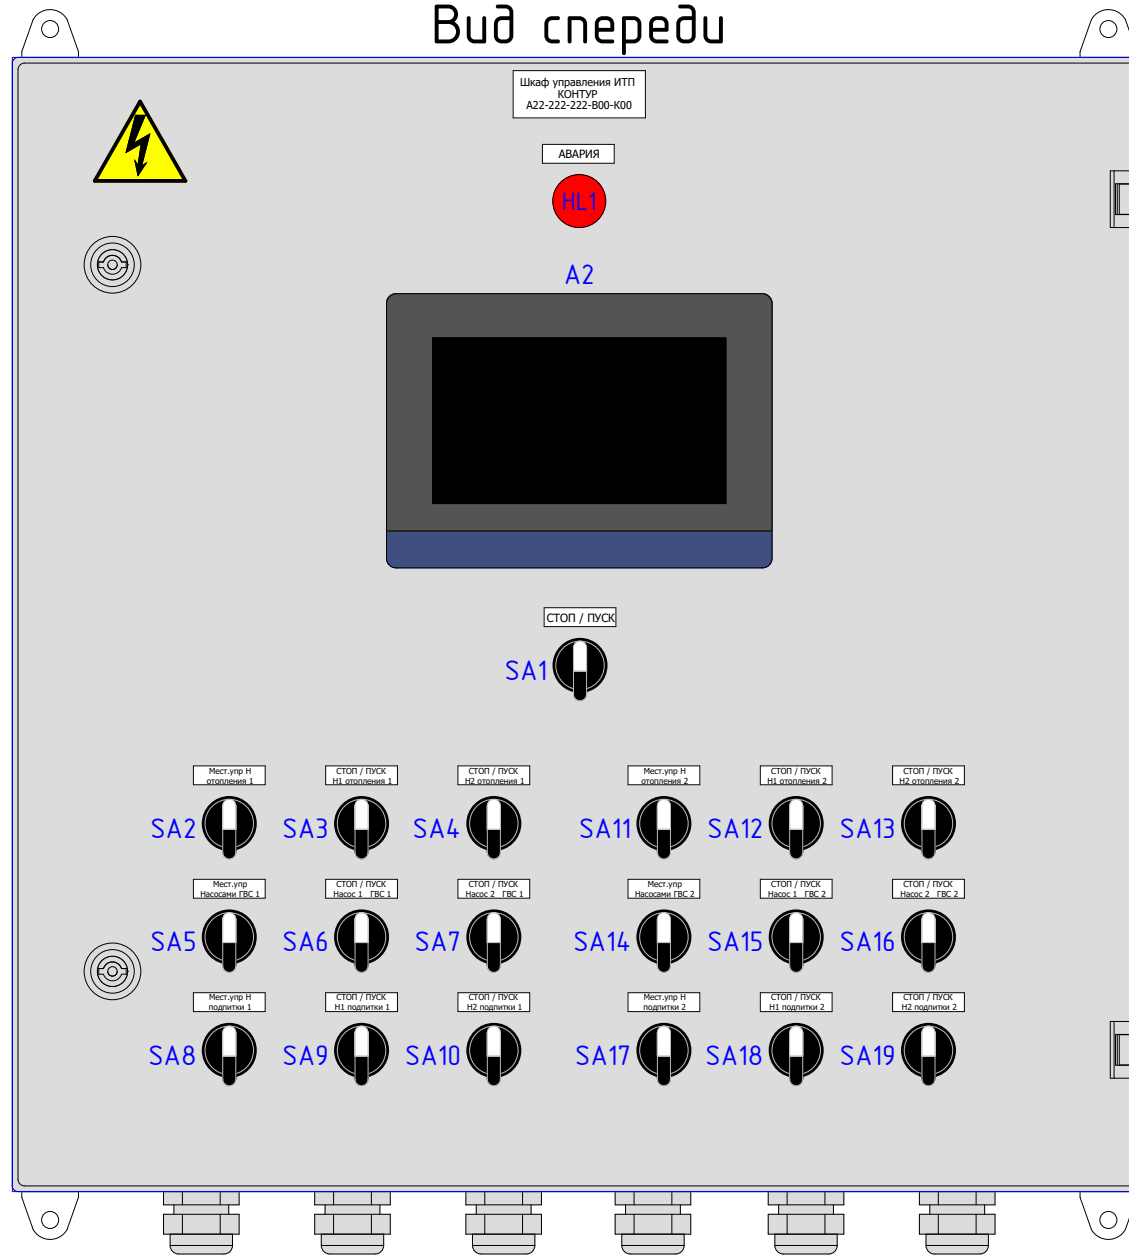 Вид спереди
Шкаф управления ИТП
КОНТУР
А22-222-222-В00-К00
АВАРИЯ
HL1
A2
СТОП / ПУСК
SA1
Мест.упр Н
отопления 1
СТОП / ПУСК
Н1 отопления 1
СТОП / ПУСК
Н2 отопления 1
Мест.упр Н
отопления 2
СТОП / ПУСК
Н1 отопления 2
СТОП / ПУСК
Н2 отопления 2
SA2
SA3
SA4
SA11
SA12
SA13
Мест.упр
Насосами ГВС 1
СТОП / ПУСК
Насос 1 ГВС 1
СТОП / ПУСК
Насос 2 ГВС 1
Мест.упр
Насосами ГВС 2
СТОП / ПУСК
Насос 1 ГВС 2
СТОП / ПУСК
Насос 2 ГВС 2
SA5
SA6
SA7
SA14
SA15
SA16
Мест.упр Н
подпитки 1
СТОП / ПУСК
Н1 подпитки 1
СТОП / ПУСК
Н2 подпитки 1
Мест.упр Н
подпитки 2
СТОП / ПУСК
Н1 подпитки 2
СТОП / ПУСК
Н2 подпитки 2
SA8
SA9
SA10
SA17
SA18
SA19